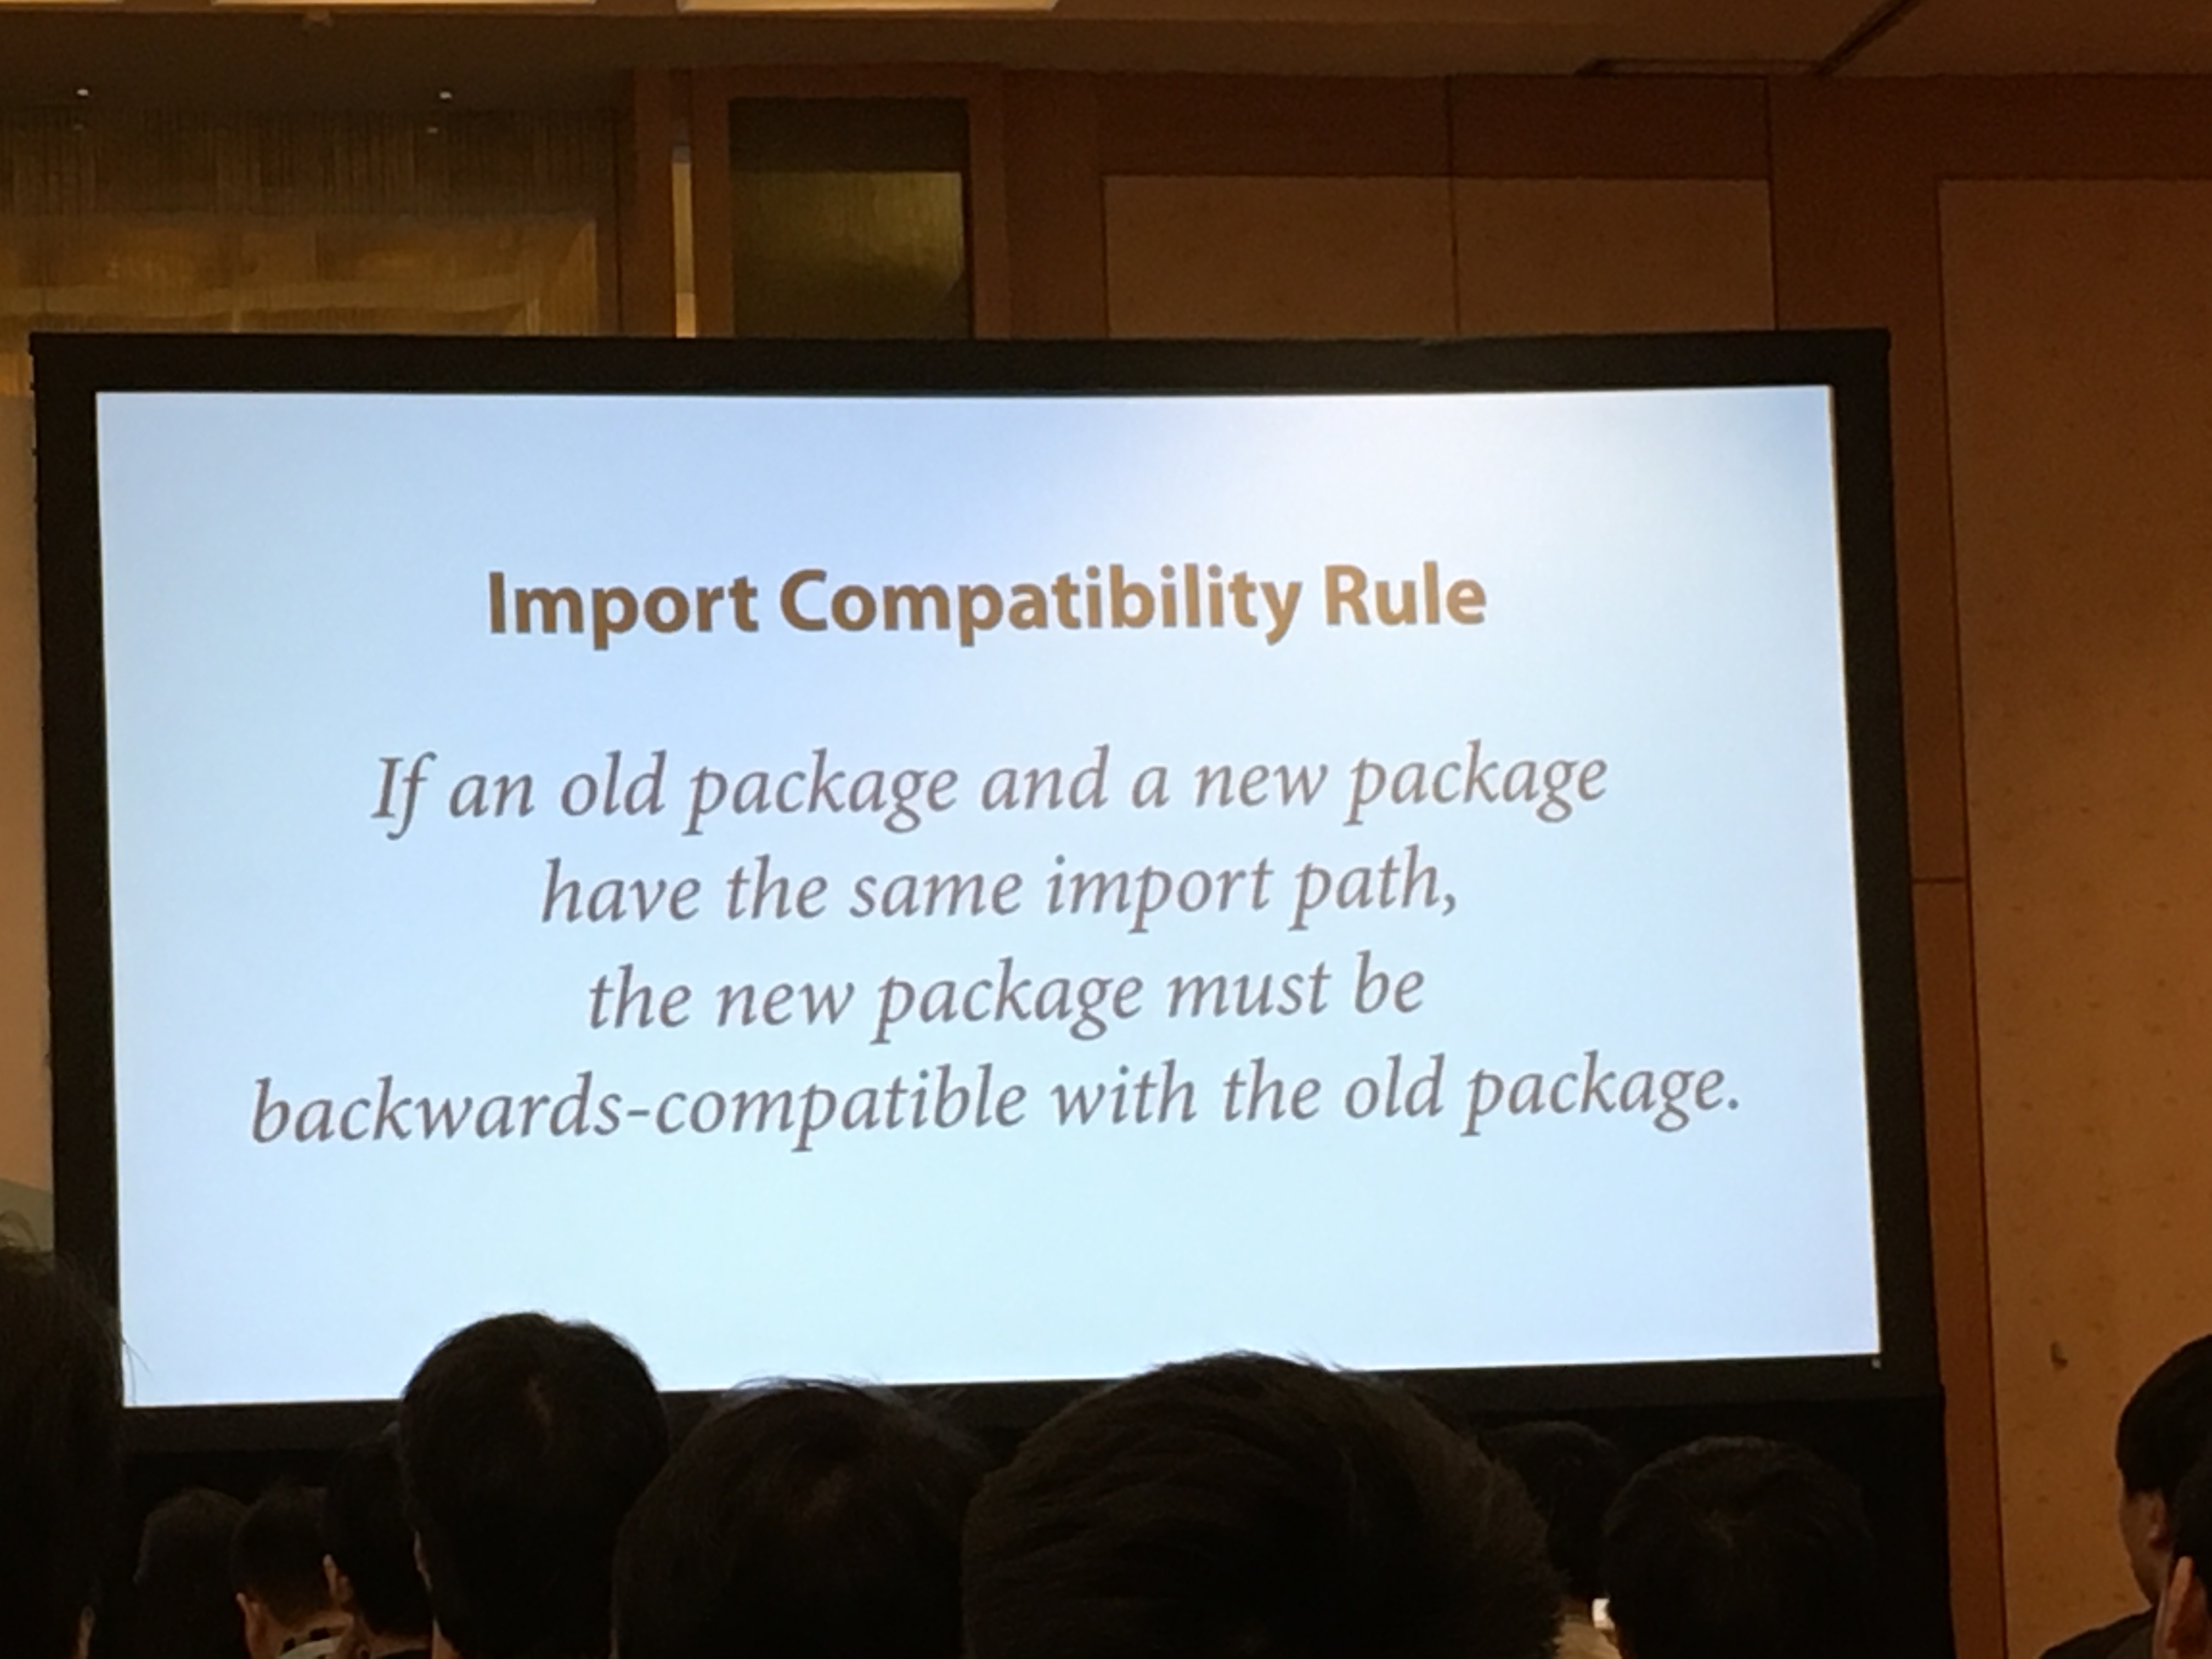 Import Compatibility Rule
If an old package and a new package
have the same import path,
the new package must be
backwards-compatible with the old package.